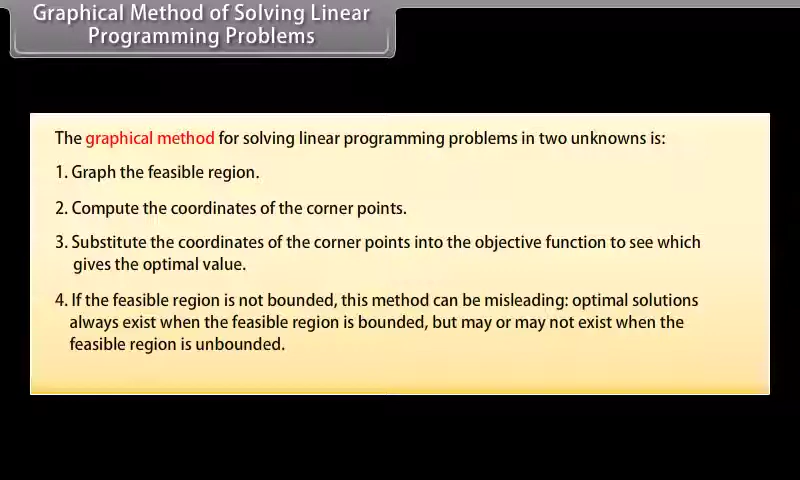 Graphical Method of Solving Linear
Programming Problems
The graphical method for solving linear programming problems in two unknowns is:
1. Graph the feasible region.
2. Compute the coordinates of the corner points.
3. Substitute the coordinates of the corner points into the objective function to see which
gives the optimal value.
4. If the feasible region is not bounded, this method can be misleading: optimal solutions
always exist when the feasible region is bounded, but may or may not exist when the
feasible region is unbounded.